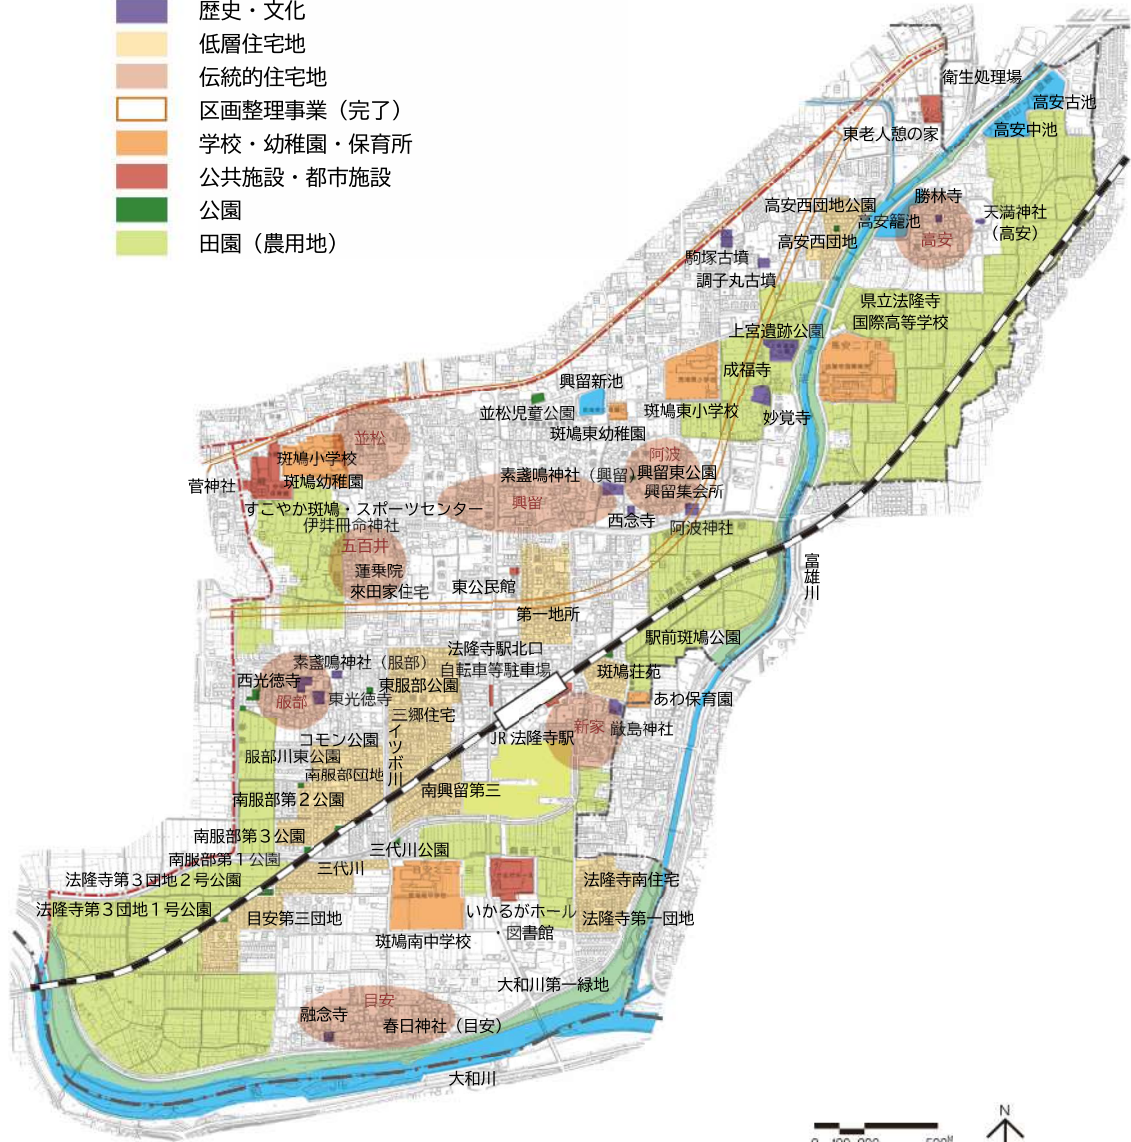 歴史・文化
低層住宅地
伝統的住宅地
区画整理事業（完了）
学校・幼稚園・保育所
公共施設・都市施設
公園
田園（農用地）
衛生処理場
高安古池
高安中池
東老人憩の家
勝林寺
高安西団地公園
高安籠池
天満神社
（高安）
高安
高安西団地
駒塚古墳
調子丸古墳
県立法隆寺
国際高等学校
上宮遺跡公園
高安二丁目
成福寺
興留新池
並松児童公園
斑鳩東小学校
妙覚寺
斑鳩東幼稚園
並松
阿波
斑鳩小学校
素盞鳴神社（興留）
興留東公園
菅神社
斑鳩幼稚園
興留集会所
興留
すこやか斑鳩・スポーツセンター
西念寺
阿波神社
伊弉冊命神社
五百井
蓮乗院
富雄川
來田家住宅
東公民館
第一地所
駅前斑鳩公園
法隆寺駅北口
自転車等駐車場
素盞鳴神社（服部）
斑鳩荘苑
西光徳寺
東服部公園
東光徳寺
服部
あわ保育園
三郷住宅
新家
厳島神社
イツボ川
コモン公園
JR法隆寺駅
服部川東公園
南服部団地
南興留第三
南服部第２公園
南服部第３公園
三代川公園
南服部第１公園
三代川
法隆寺第３団地２号公園
法隆寺南住宅
法隆寺第３団地１号公園
目安第三団地
いかるがホール
・図書館
法隆寺第一団地
斑鳩南中学校
大和川第一緑地
目安
融念寺
春日神社（目安）
大和川
N